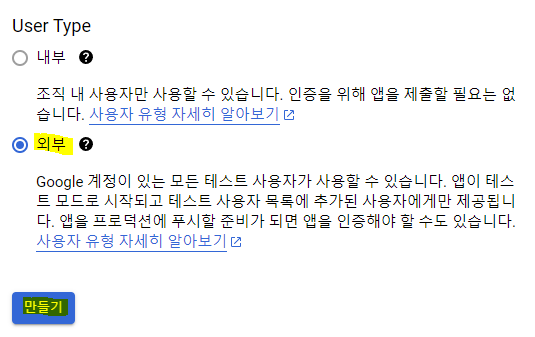 User Type
내부
조직 내 사용자만 사용할 수 있습니다. 인증을 위해 앱을 제출할 필요는 없
습니다. 사용자 유형 자세히 알아보기
외부
Google 계정이 있는 모든 테스트 사용자가 사용할 수 있습니다. 앱이 테스
트 모드로 시작되고 테스트 사용자 목록에 추가된 사용자에게만 제공됩니
다. 앱을 프로덕션에 푸시할 준비가 되면 앱을 인증해야 할 수도 있습니다.
사용자 유형 자세히 알아보기
만들기